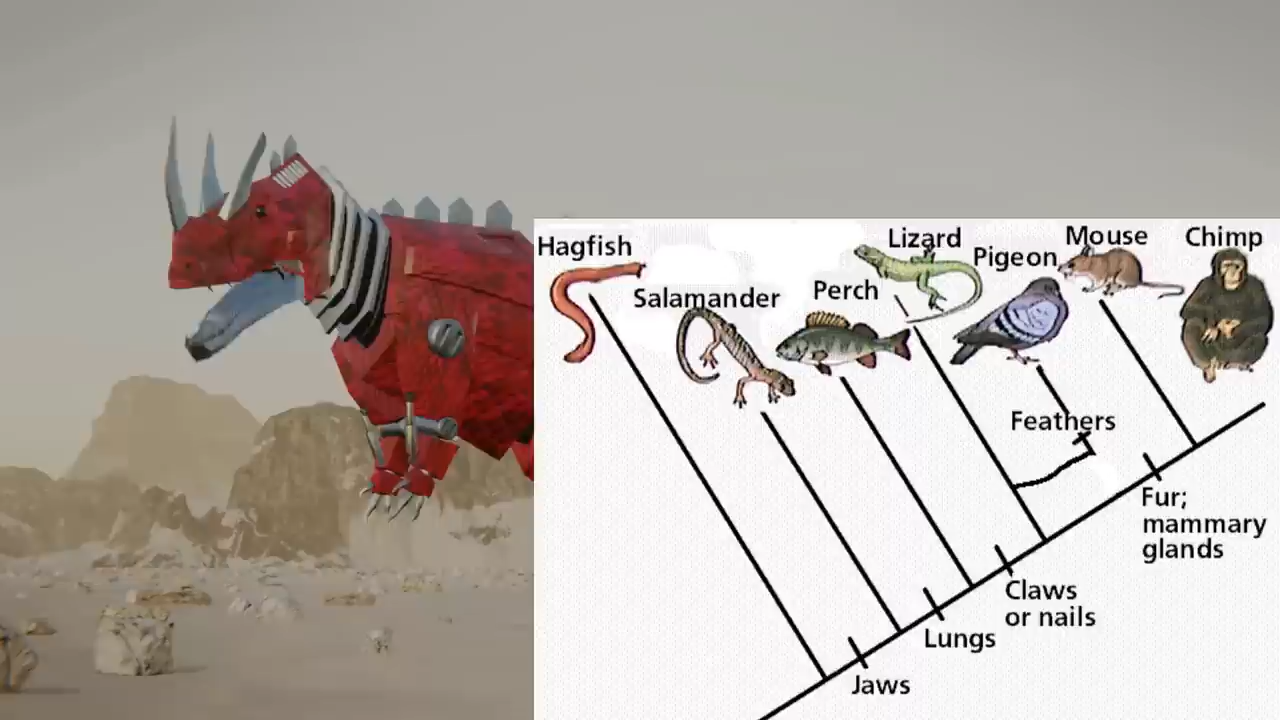 Hagfish
Salamander
Perch
Lizard
Pigeon
Mouse
Chimp
Feathers
Fur;
mammary
glands
Claws
or nails
Lungs
Jaws